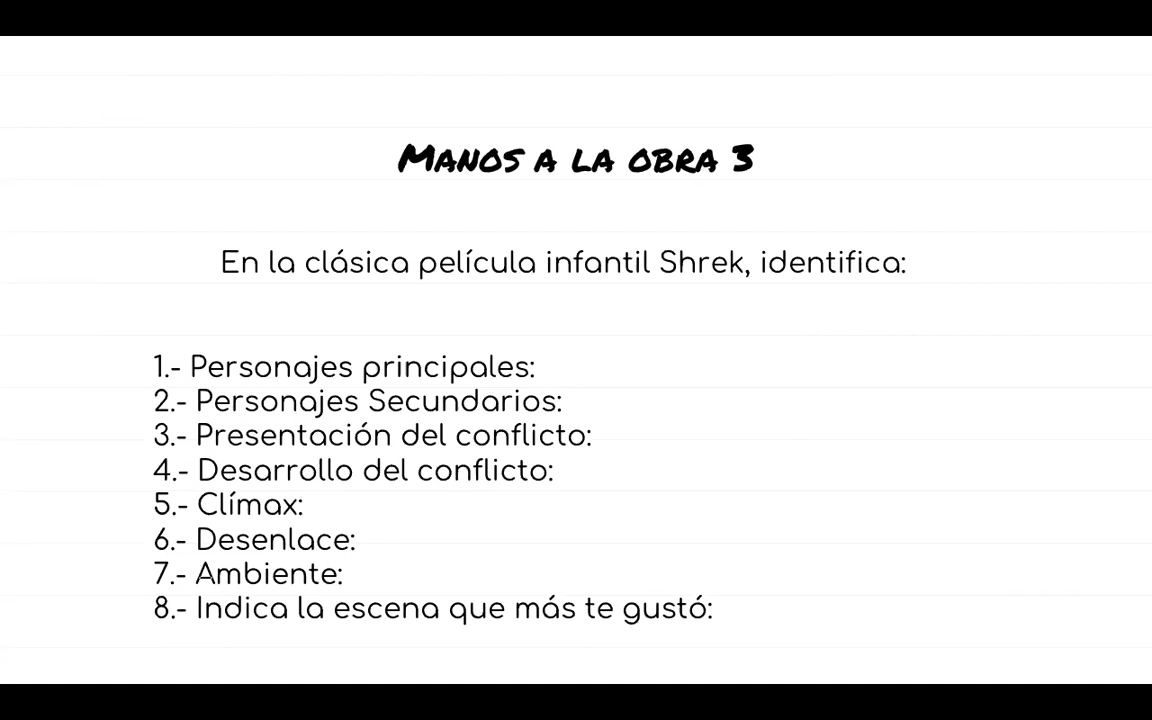 Manos a la obra 3
En la clásica película infantil Shrek, identifica:
1.- Personajes principales:
2.- Personajes Secundarios:
3.- Presentación del conflicto:
4.- Desarrollo del conflicto:
5.- Clímax:
6.- Desenlace:
7.- Ambiente:
8.- Indica la escena que más te gustó: